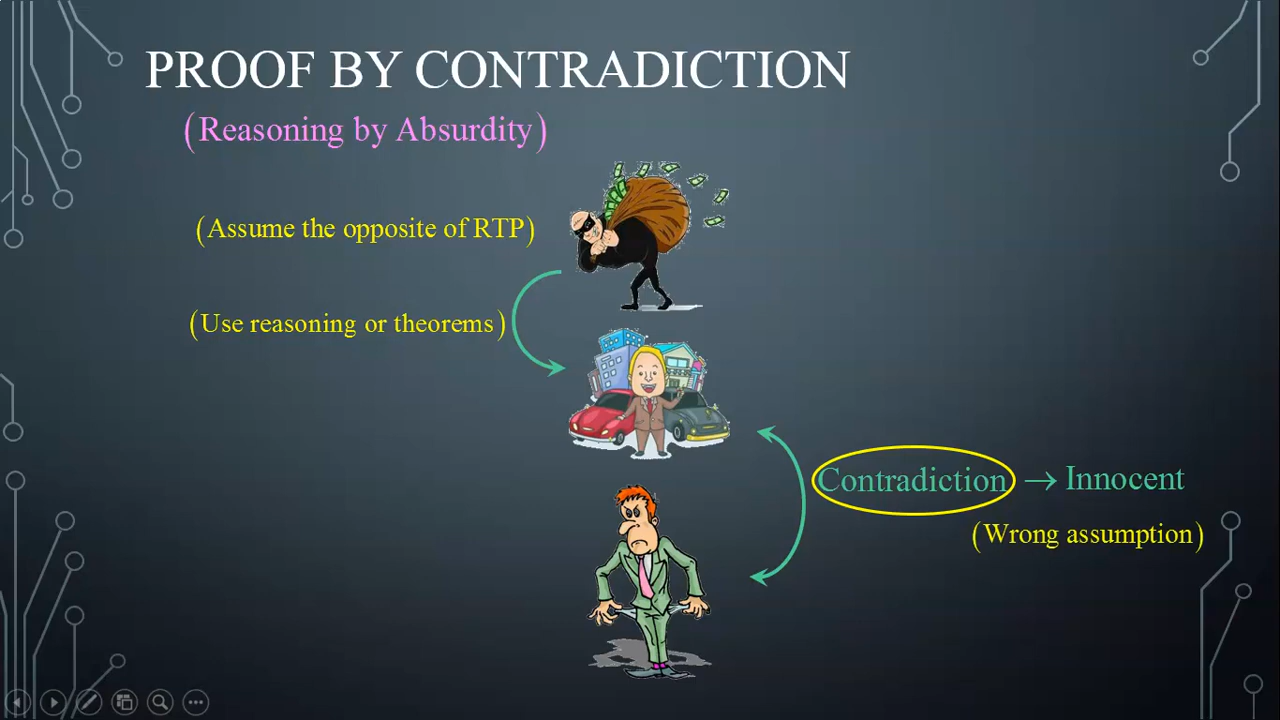 PROOF BY CONTRADICTION
(Reasoning by Absurdity)
(Assume the opposite of RTP)
(Use reasoning or theorems)
Contradiction → Innocent
(Wrong assumption)